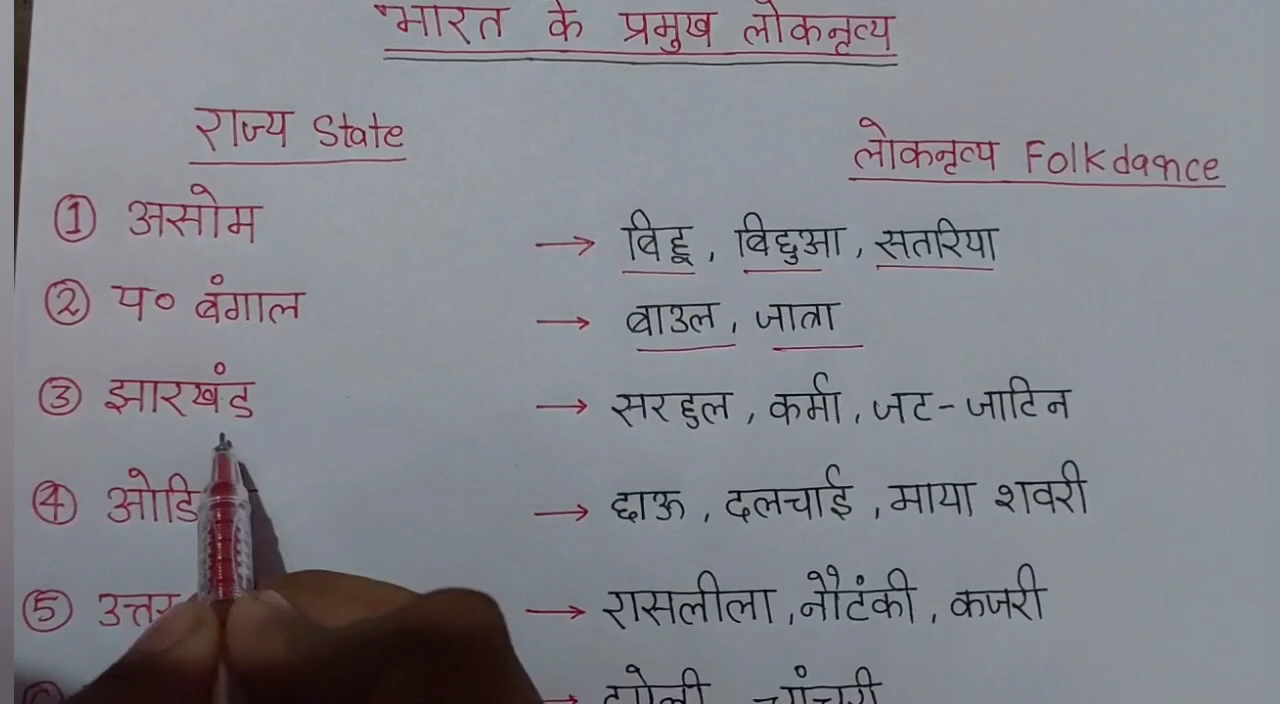 भारत के प्रमुख लोकनृत्य
राज्य State
लोकनृत्य Folkdance
① असोम → बिहू, बिछुआ, सतरिया
② प० बंगाल → बाउल, जात्रा
③ झारखंड → सरहुल, कर्मा, जट-जाटिन
④ ओडि → छाऊ, दलचाई, माया शवरी
⑤ उत्तर → रासलीला, नौटंकी, कजरी